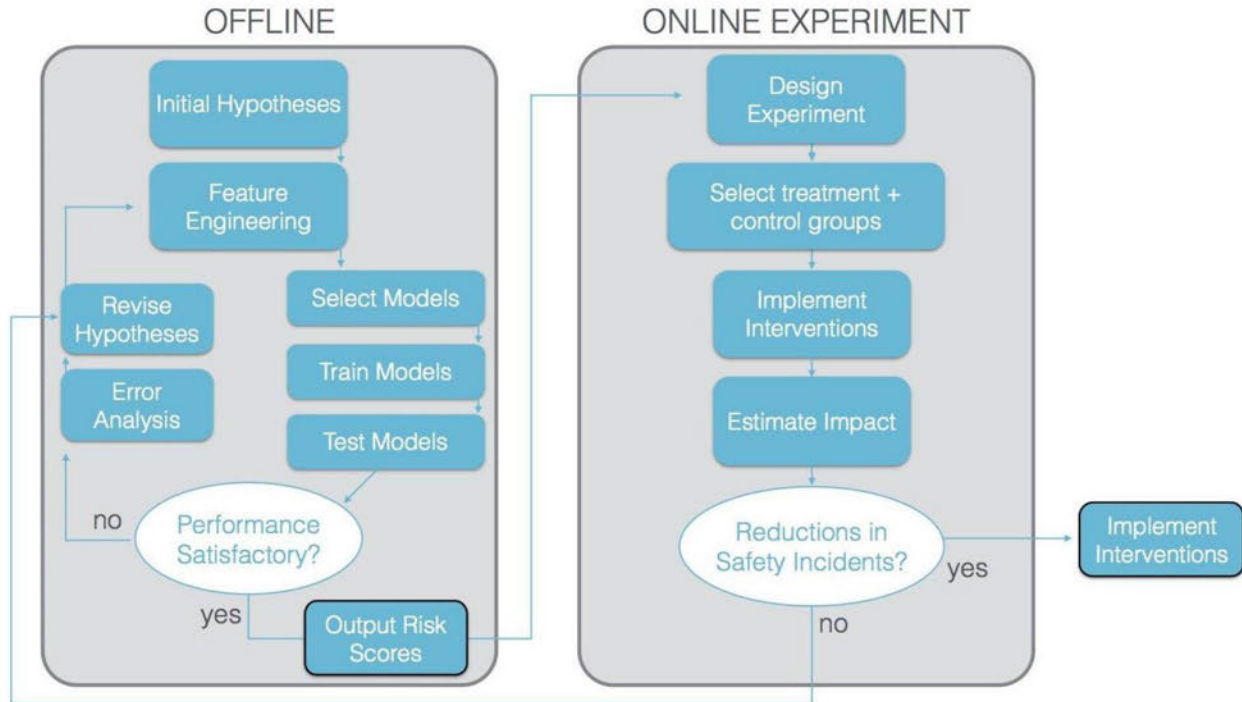 OFFLINE
Initial Hypotheses
Feature
Engineering
Select Models
Revise
Hypotheses
Train Models
Error
Analysis
Test Models
no
Performance
Satisfactory?
yes
Output Risk
Scores
ONLINE EXPERIMENT
Design
Experiment
Select treatment +
control groups
Implement
Interventions
Estimate Impact
Reductions in
Safety Incidents?
yes
no
Implement
Interventions